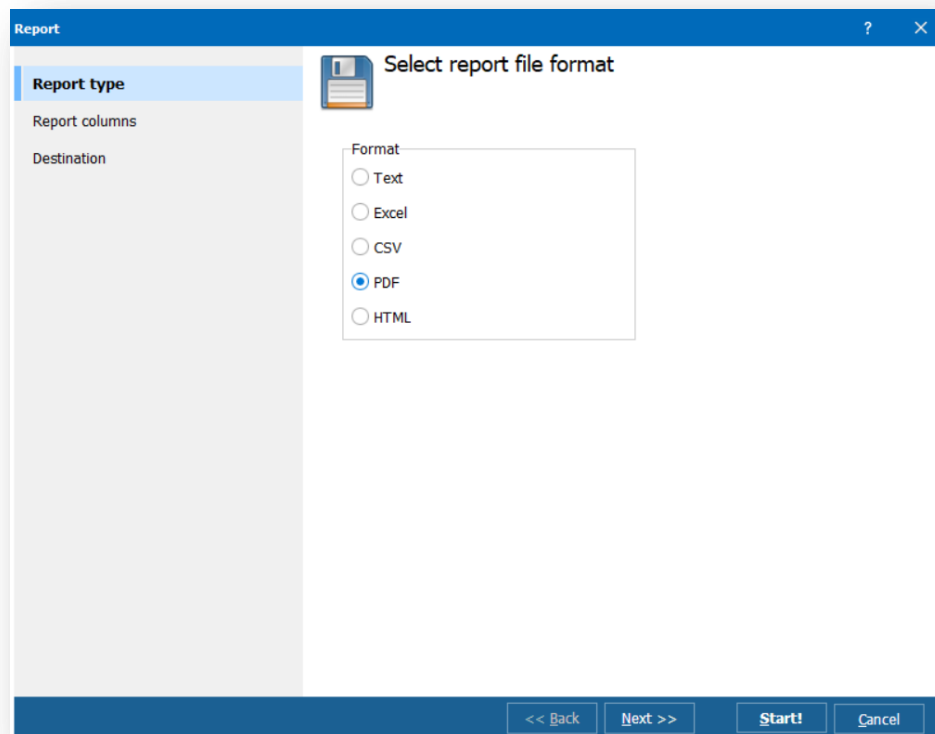 Report ?
Report type
Report columns
Destination
Select report file format
Format
Text
Excel
CSV
PDF
HTML
<< Back Next >> Start! Cancel